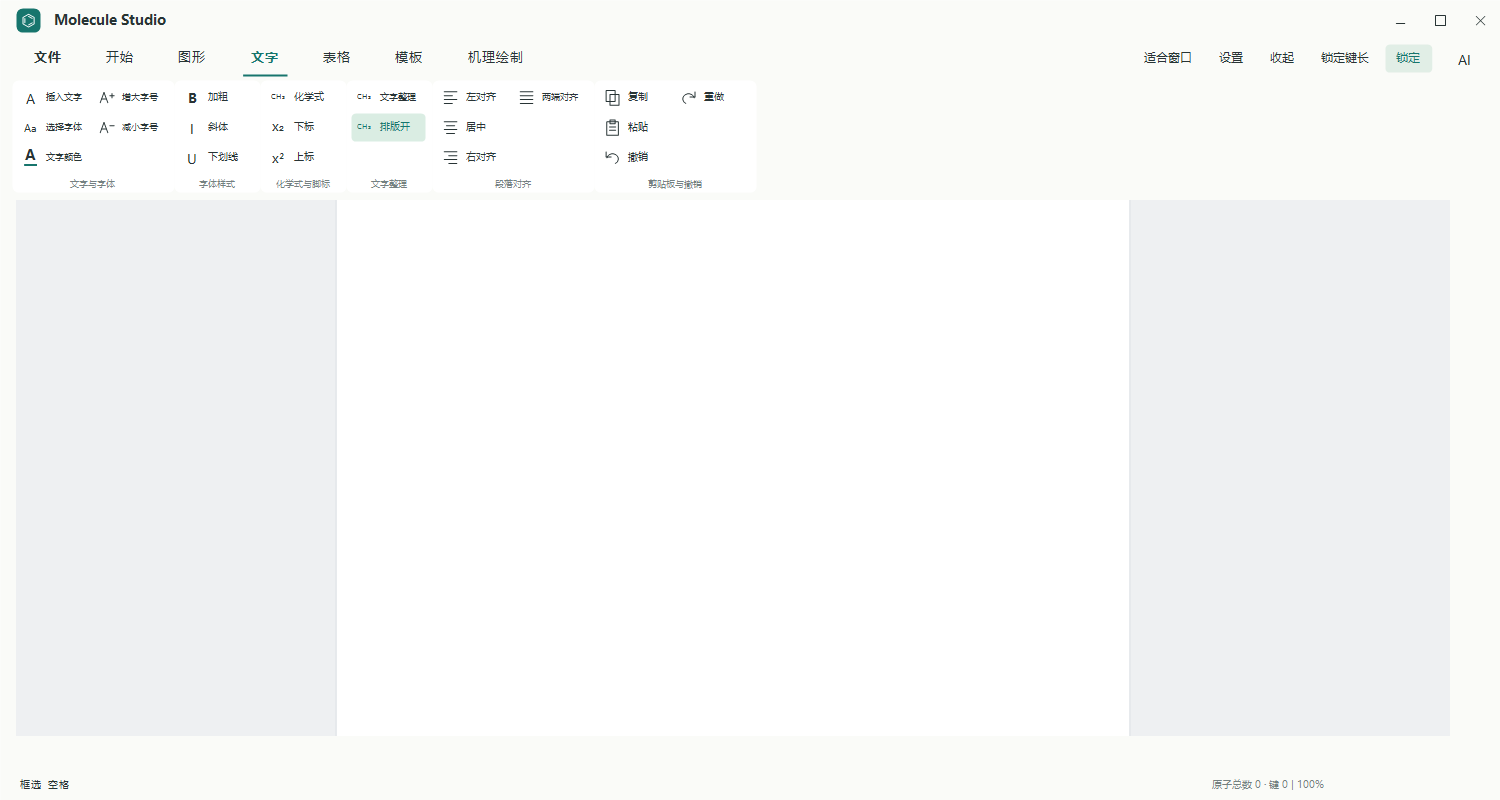 Molecule Studio
文件 开始 图形 文字 表格 模板 机理绘制 适合窗口 设置 收起 锁定键长 锁定 AI
A 插入文字 A+ 增大字号 B 加粗 CH₃ 化学式 CH₃ 文字整理 左对齐 两端对齐 复制 重做
Aa 选择字体 A− 减小字号 I 斜体 X₂ 下标 CH₃ 排版开 居中 粘贴
A 文字颜色 U 下划线 X² 上标 右对齐 撤销
文字与字体 字体样式 化学式与脚标 文字整理 段落对齐 剪贴板与撤销
框选 空格 原子总数 0 · 键 0 | 100%